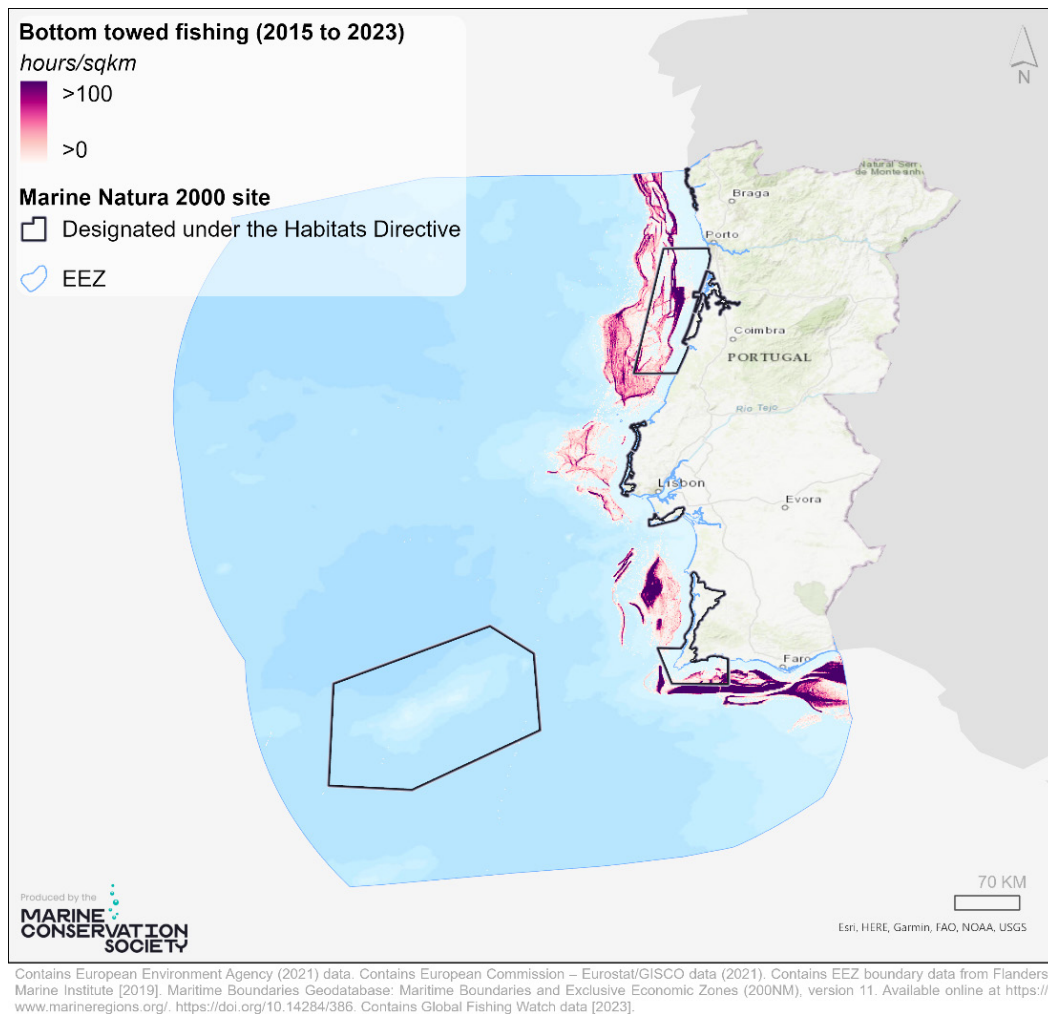 Bottom towed fishing (2015 to 2023)
hours/sqkm
>100
>0
Marine Natura 2000 site
Designated under the Habitats Directive
EEZ
N
Natural Serr
de Montesinh
Braga
Porto
Coimbra
PORTUGAL
Rio Tejo
Lisbon
Evora
Faro
70 KM
Esri, HERE, Garmin, FAO, NOAA, USGS
Produced by the
MARINE
CONSERVATION
SOCIETY
Contains European Environment Agency (2021) data. Contains European Commission – Eurostat/GISCO data (2021). Contains EEZ boundary data from Flanders
Marine Institute [2019]. Maritime Boundaries Geodatabase: Maritime Boundaries and Exclusive Economic Zones (200NM), version 11. Available online at https://
www.marineregions.org/. https://doi.org/10.14284/386. Contains Global Fishing Watch data [2023].